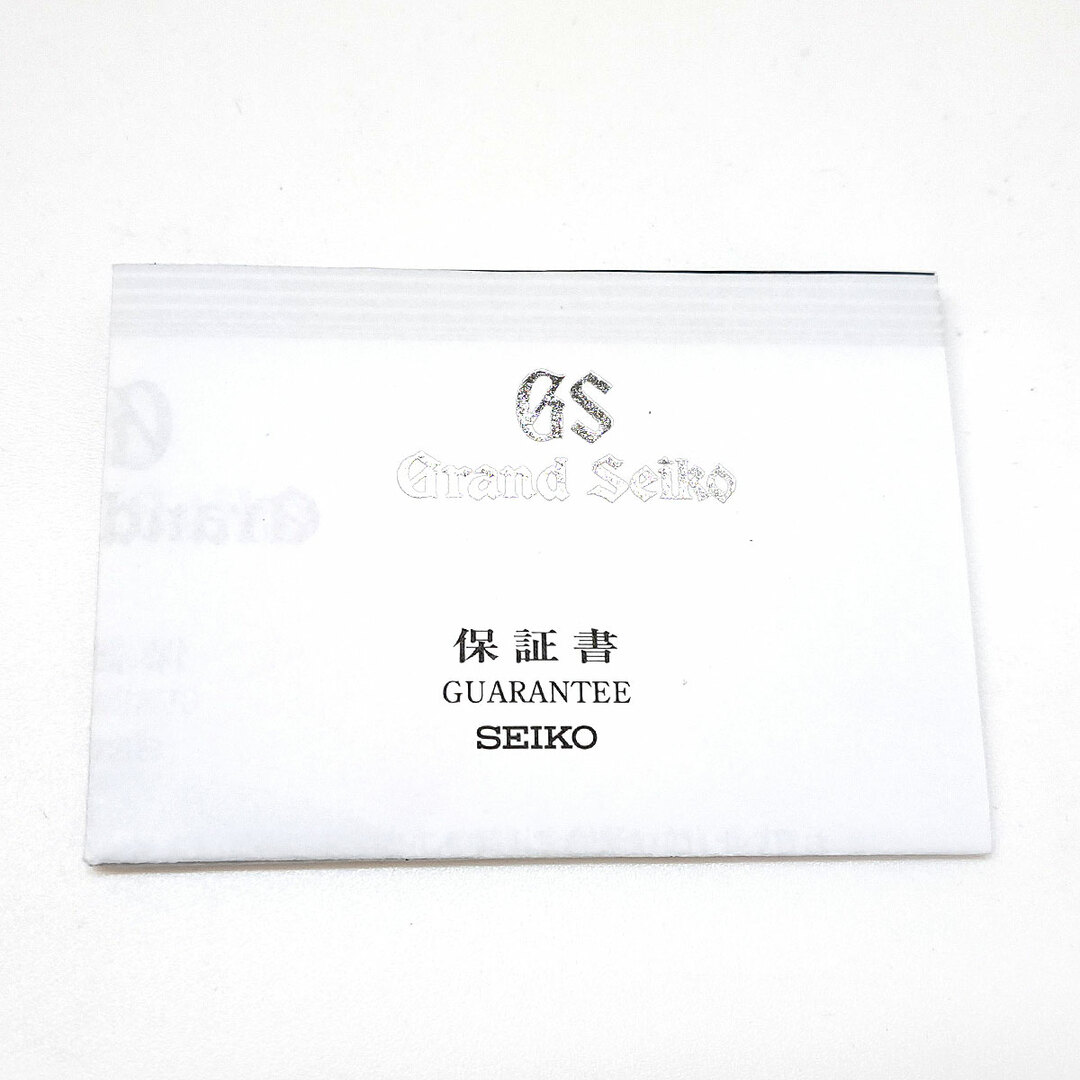 GS
Grand Seiko
保証書
GUARANTEE
SEIKO